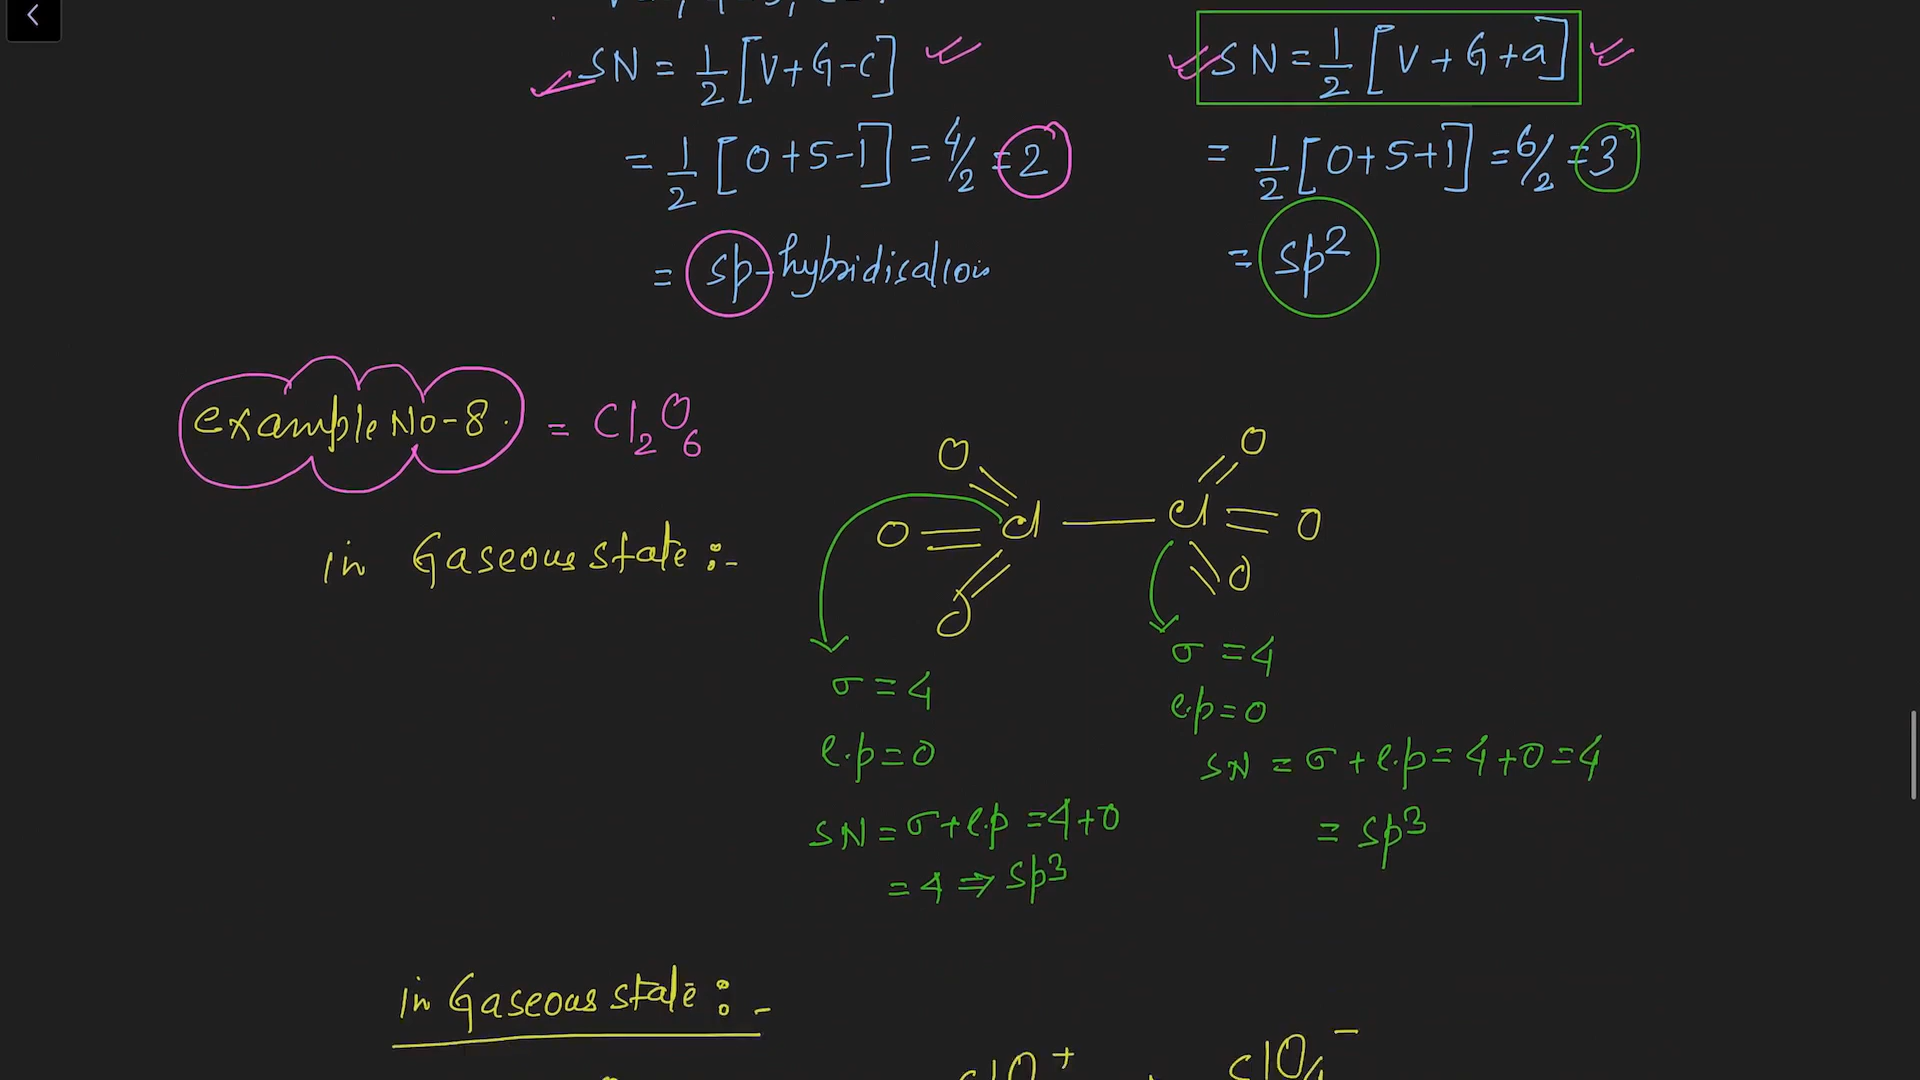 SN = 1/2 [V+G-C]
= 1/2 [0+5-1] = 4/2 = 2
= sp-hybridisation
SN = 1/2 [V+G+a]
= 1/2 [0+5+1] = 6/2 = 3
= sp²
example No-8. = Cl₂O₆
in Gaseous state :-
O O
O = Cl — Cl = O
O O
σ = 4
l.p = 0
SN = σ + l.p = 4+0
= 4 ⇒ sp³
σ = 4
l.p = 0
SN = σ + l.p = 4+0 = 4
= sp³
in Gaseous state :-
ClO₄⁻